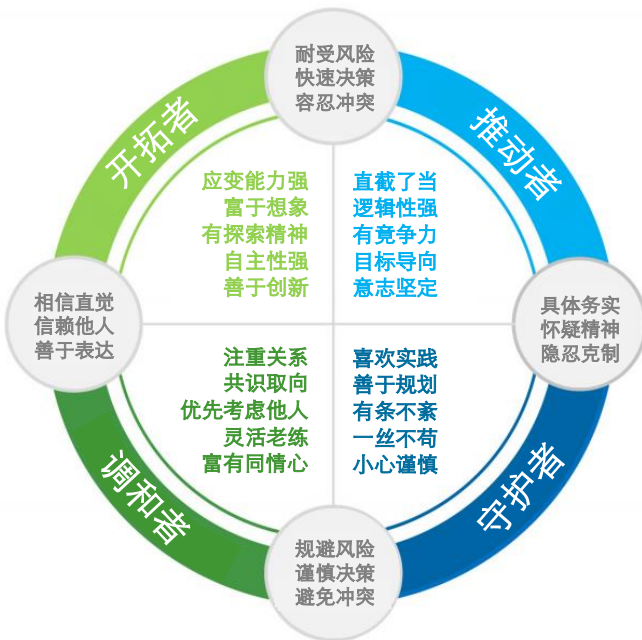 耐受风险
快速决策
容忍冲突
开拓者
推动者
应变能力强
富于想象
有探索精神
自主性强
善于创新
直截了当
逻辑性强
有竟争力
目标导向
意志坚定
相信直觉
信赖他人
善于表达
具体务实
怀疑精神
隐忍克制
注重关系
共识取向
优先考虑他人
灵活老练
富有同情心
喜欢实践
善于规划
有条不紊
一丝不苟
小心谨慎
调和者
守护者
规避风险
谨慎决策
避免冲突